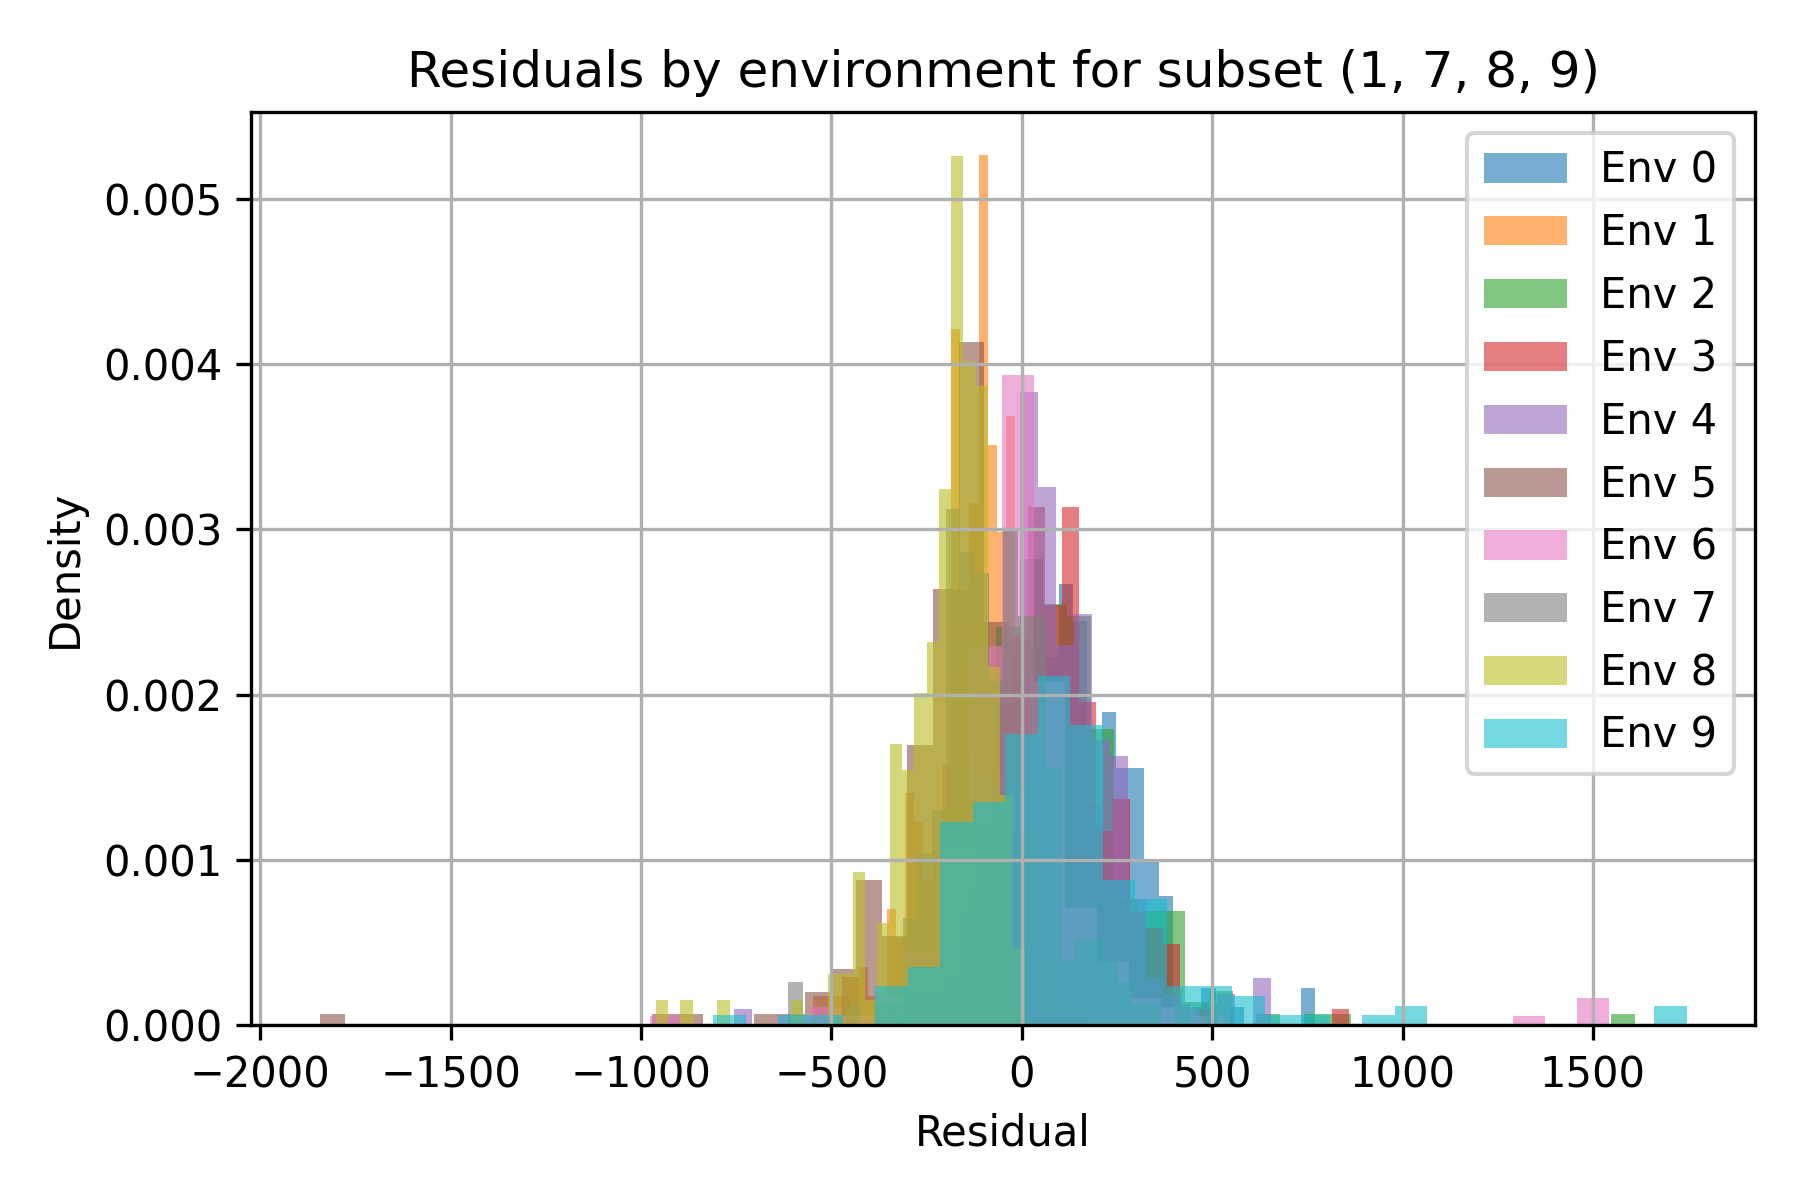 Residuals by environment for subset (1, 7, 8, 9)
Density
0.005
0.004
0.003
0.002
0.001
0.000
−2000 −1500 −1000 −500 0 500 1000 1500
Residual
Env 0
Env 1
Env 2
Env 3
Env 4
Env 5
Env 6
Env 7
Env 8
Env 9